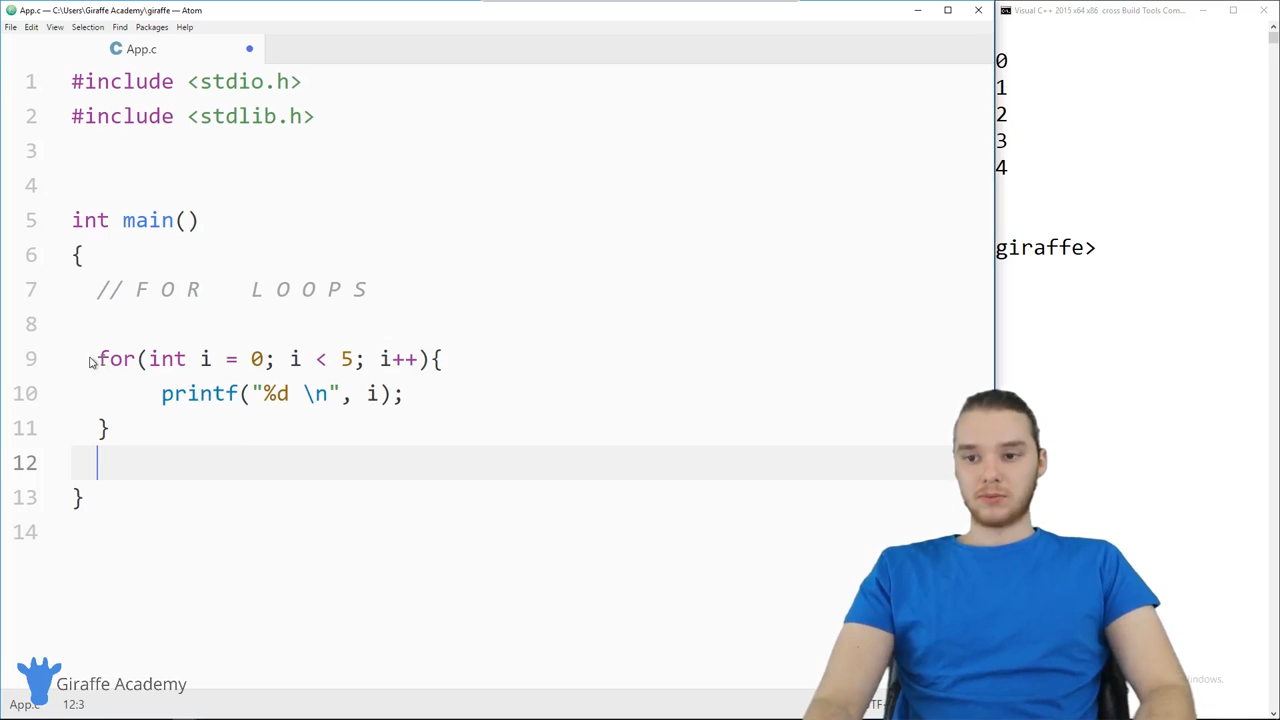 App.c — C:\Users\Giraffe Academy\giraffe — Atom
File Edit View Selection Find Packages Help
App.c
1 #include <stdio.h>
2 #include <stdlib.h>
3
4
5 int main()
6 {
7 // F O R   L O O P S
8
9 for(int i = 0; i < 5; i++){
10 printf("%d \n", i);
11 }
12
13 }
14
Giraffe Academy
App.c 12:3
Visual C++ 2015 x64 x86 cross Build Tools Com...
0
1
2
3
4
giraffe>
indows.